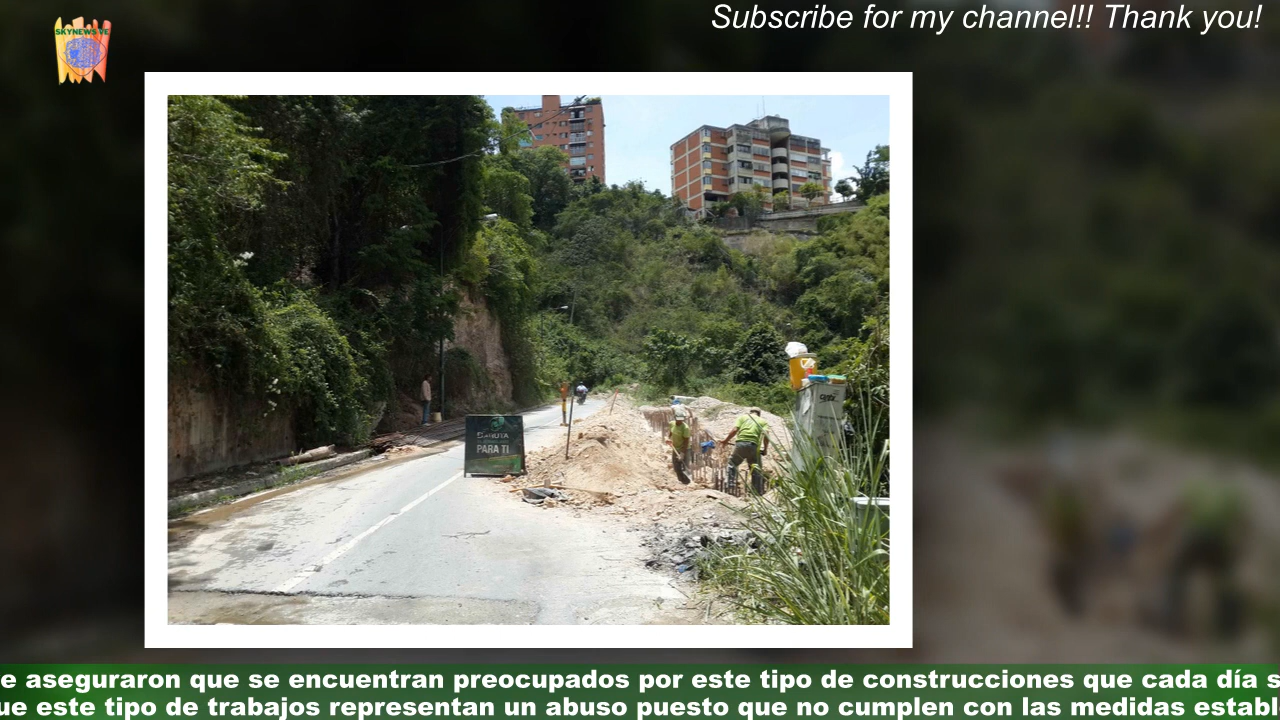 Subscribe for my channel!! Thank you!
SKYNEWS VE
BARUTA
PARA TI
e aseguraron que se encuentran preocupados por este tipo de construcciones que cada día s
ue este tipo de trabajos representan un abuso puesto que no cumplen con las medidas establ